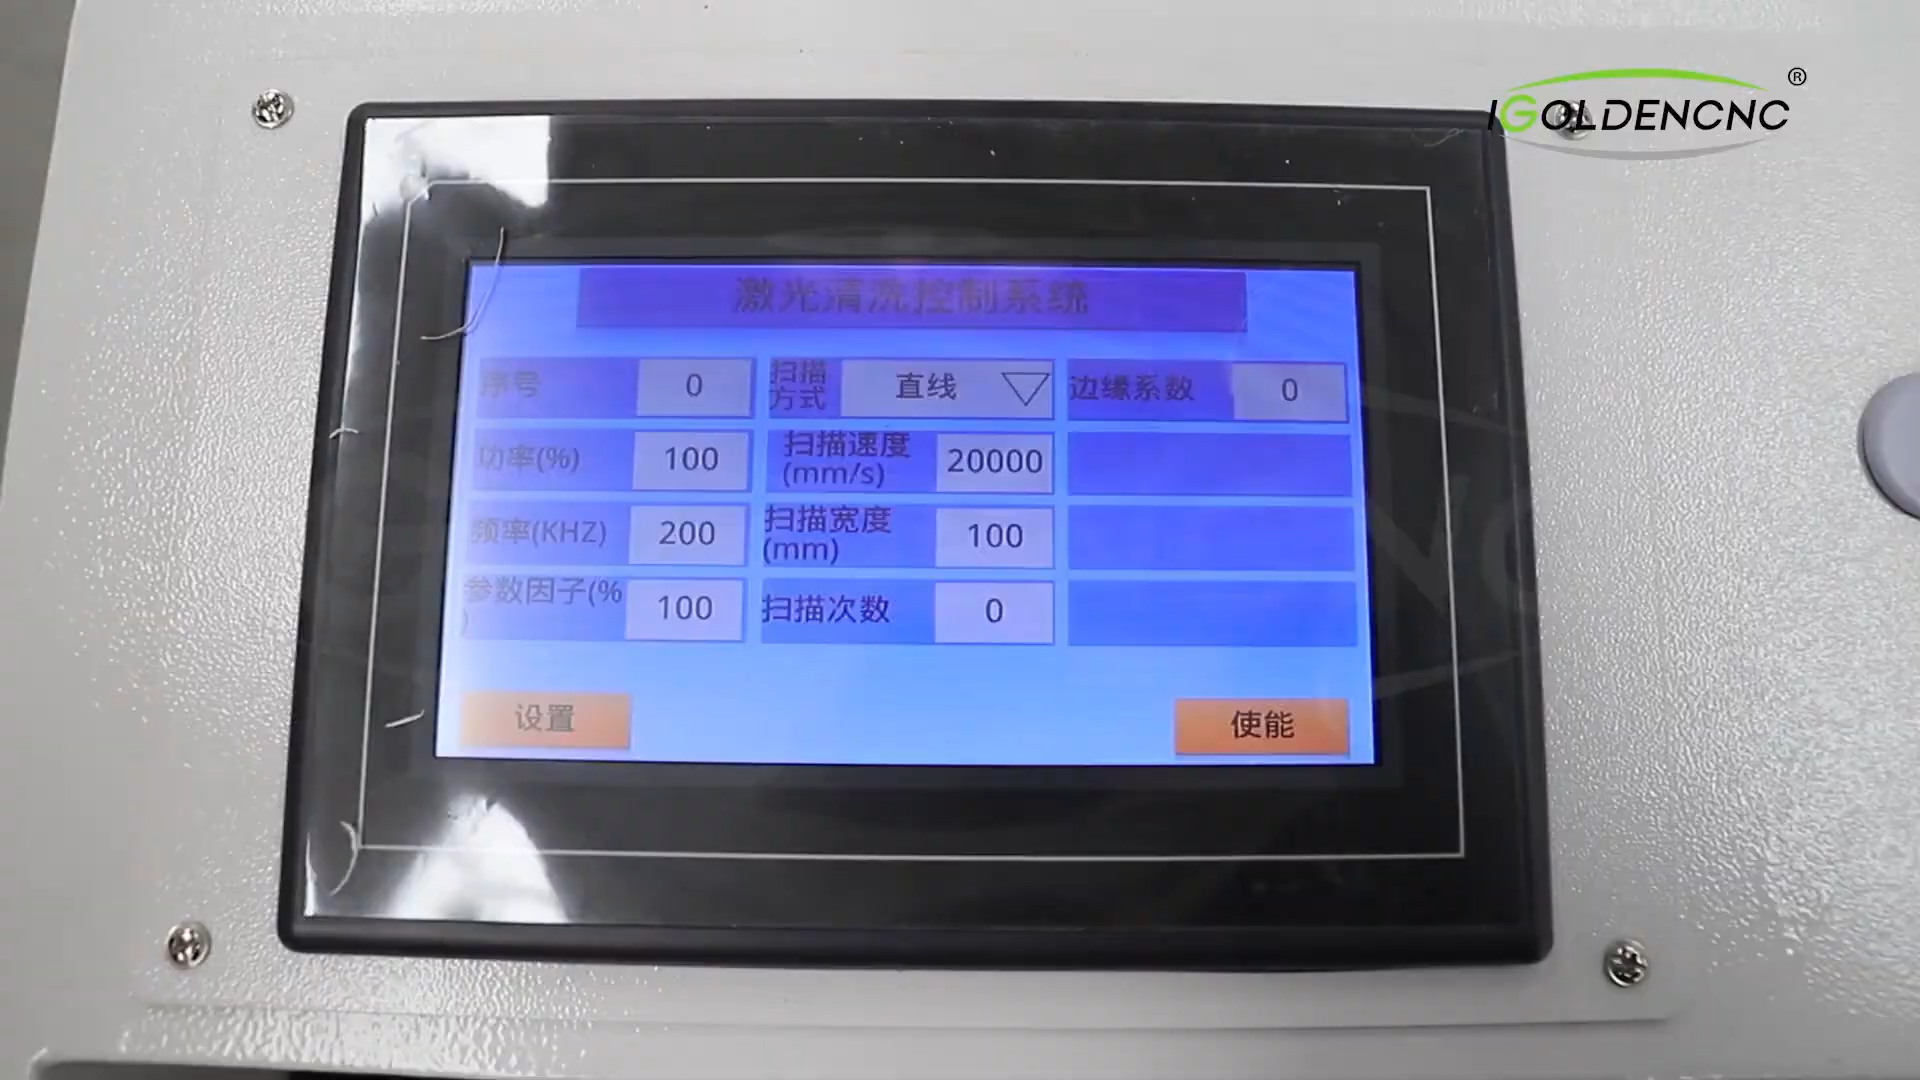 IGOLDENCNC®
激光清洗控制系统
序号 0
扫描
方式 直线
边缘系数 0
功率(%) 100
扫描速度
(mm/s) 20000
频率(KHZ) 200
扫描宽度
(mm) 100
参数因子(%
) 100
扫描次数 0
设置
使能